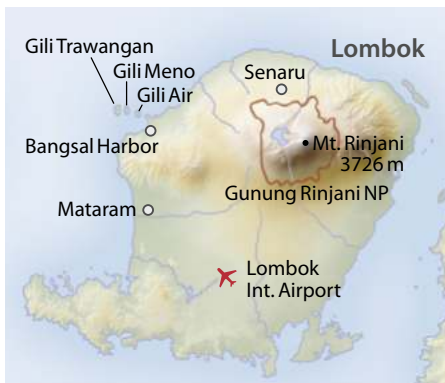 Gili Trawangan
Lombok
Gili Meno
Senaru
Gili Air
Bangsal Harbor
Mt. Rinjani
3726 m
Gunung Rinjani NP
Mataram
Lombok
Int. Airport